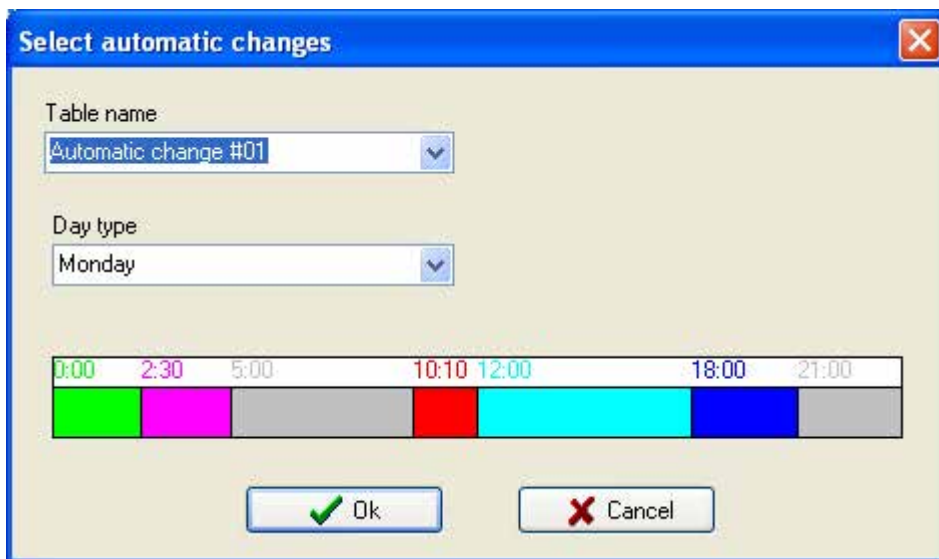 Select automatic changes
Table name
Automatic change #01
Day type
Monday
0:00 2:30 5:00 10:10 12:00 18:00 21:00
Ok Cancel